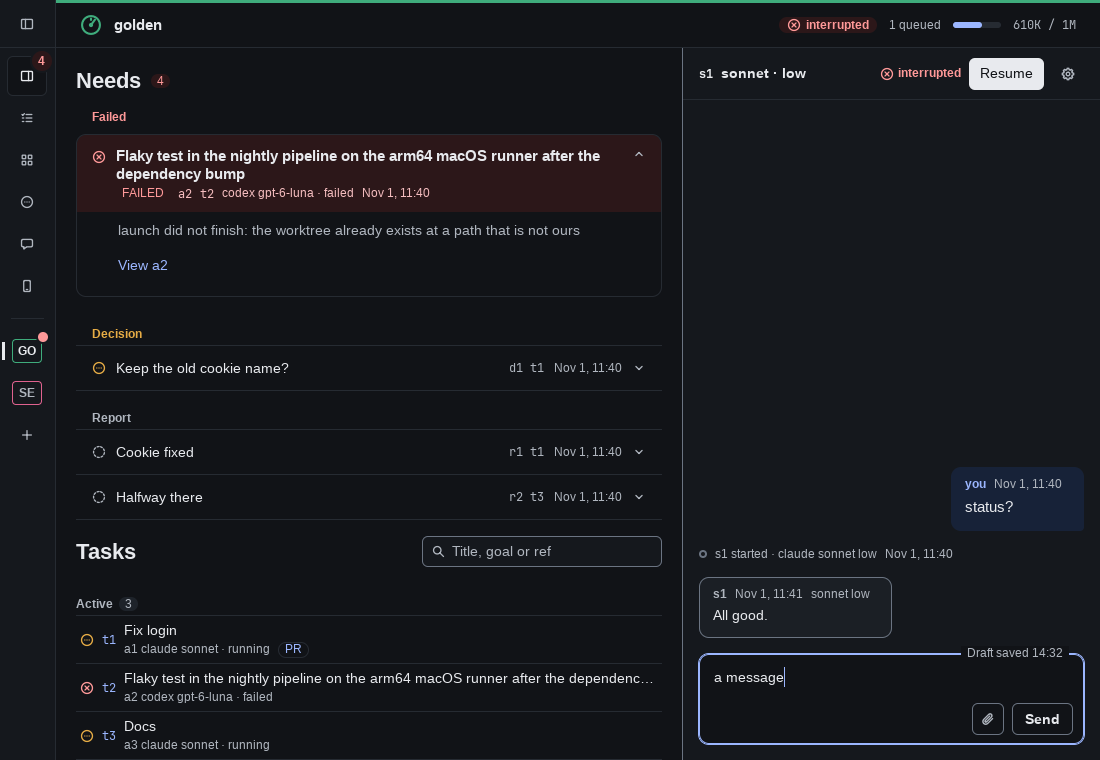 golden
interrupted
1 queued
610K / 1M
4
GO
SE
Needs 4
Failed
Flaky test in the nightly pipeline on the arm64 macOS runner after the
dependency bump
FAILED a2 t2 codex gpt-6-luna · failed Nov 1, 11:40
launch did not finish: the worktree already exists at a path that is not ours
View a2
Decision
Keep the old cookie name? d1 t1 Nov 1, 11:40
Report
Cookie fixed r1 t1 Nov 1, 11:40
Halfway there r2 t3 Nov 1, 11:40
Tasks
Title, goal or ref
Active 3
t1 Fix login
a1 claude sonnet · running PR
t2 Flaky test in the nightly pipeline on the arm64 macOS runner after the dependenc…
a2 codex gpt-6-luna · failed
t3 Docs
a3 claude sonnet · running
s1 sonnet · low
interrupted
Resume
you Nov 1, 11:40
status?
s1 started · claude sonnet low Nov 1, 11:40
s1 Nov 1, 11:41 sonnet low
All good.
Draft saved 14:32
a message
Send